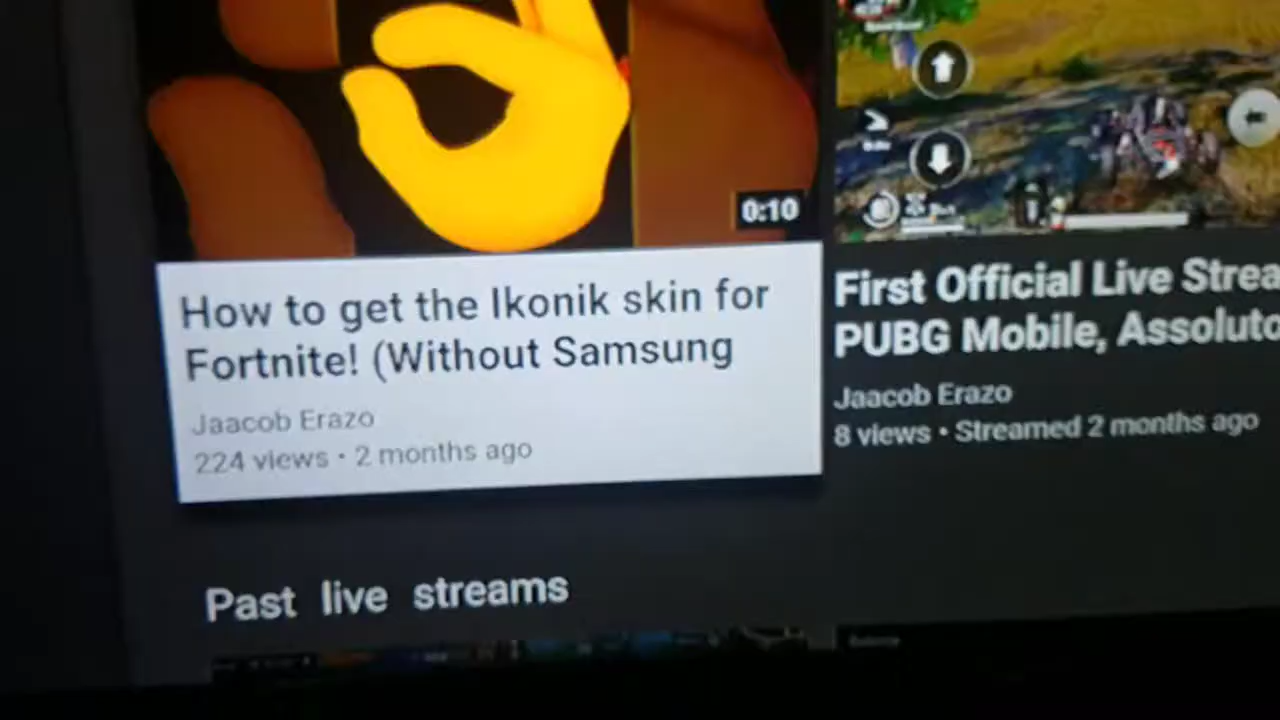 0:10
How to get the Ikonik skin for
Fortnite! (Without Samsung
Jaacob Erazo
224 views • 2 months ago
First Official Live Strea
PUBG Mobile, Assoluto
Jaacob Erazo
8 views • Streamed 2 months ago
Past live streams